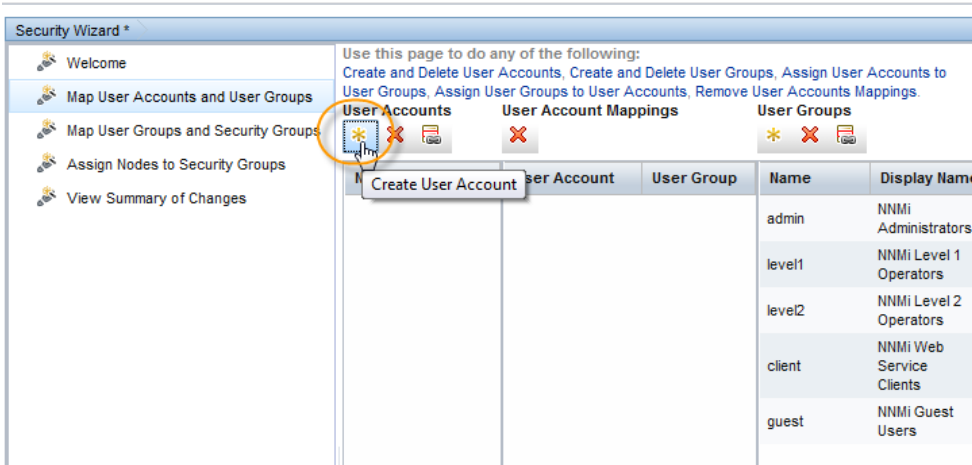 Security Wizard *
Welcome
Map User Accounts and User Groups
Map User Groups and Security Groups
Assign Nodes to Security Groups
View Summary of Changes
Use this page to do any of the following:
Create and Delete User Accounts, Create and Delete User Groups, Assign User Accounts to
User Groups, Assign User Groups to User Accounts, Remove User Accounts Mappings.
User Accounts
User Account Mappings
User Groups
Create User Account
User Account
User Group
Name
Display Name
admin
NNMi
Administrators
level1
NNMi Level 1
Operators
level2
NNMi Level 2
Operators
client
NNMi Web
Service
Clients
guest
NNMi Guest
Users